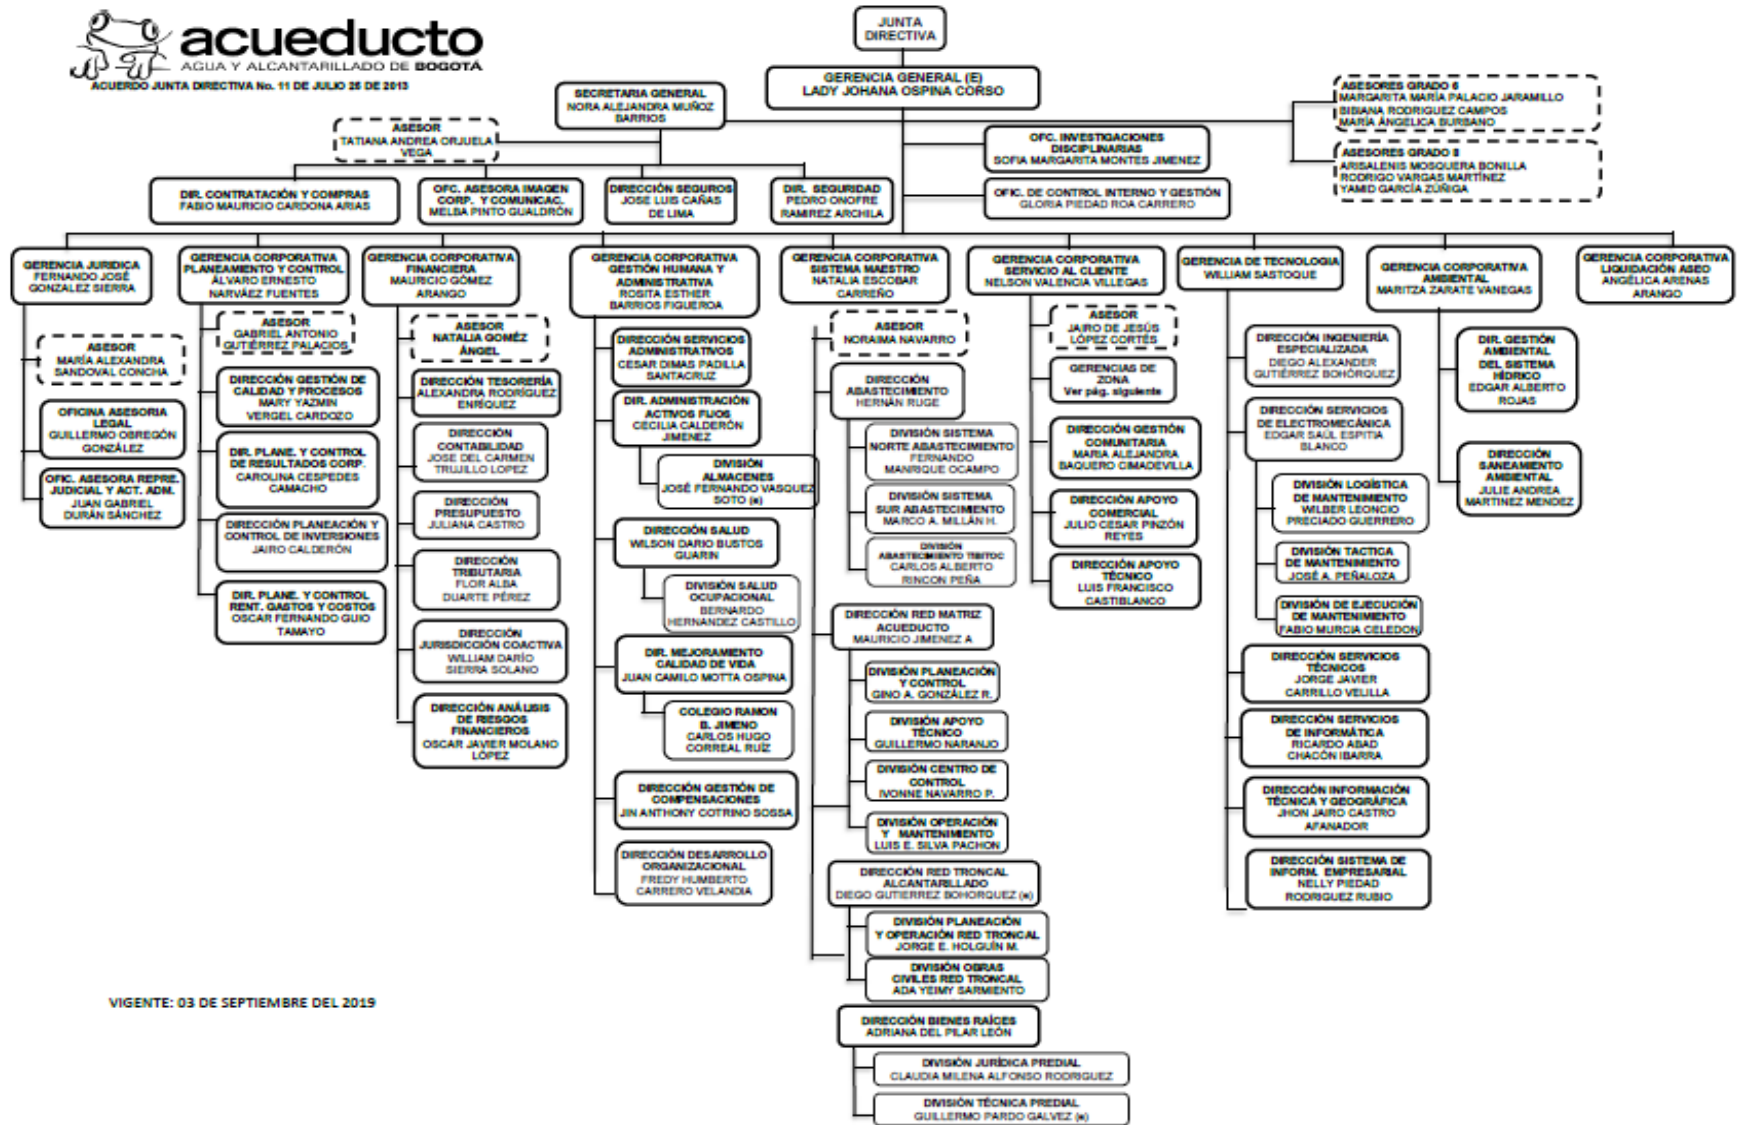 acueducto
AGUA Y ALCANTARILLADO DE BOGOTÁ
ACUERDO JUNTA DIRECTIVA No. 11 DE JULIO 25 DE 2013
JUNTA
DIRECTIVA
GERENCIA GENERAL (E)
LADY JOHANA OSPINA CORSO
SECRETARIA GENERAL
NORA ALEJANDRA MUÑOZ
BARRIOS
ASESOR
TATIANA ANDREA ORJUELA
VEGA
ASESORES GRADO 6
MARGARITA MARÍA PALACIO JARAMILLO
BIBIANA RODRIGUEZ CAMPOS
MARÍA ÁNGELICA BURBANO
ASESORES GRADO 8
ARISALENIS MOSQUERA BONILLA
RODRIGO VARGAS MARTÍNEZ
YAMID GARCÍA ZÚÑIGA
OFC. INVESTIGACIONES
DISCIPLINARIAS
SOFIA MARGARITA MONTES JIMENEZ
OFIC. DE CONTROL INTERNO Y GESTIÓN
GLORIA PIEDAD ROA CARRERO
DIR. CONTRATACIÓN Y COMPRAS
FABIO MAURICIO CARDONA ARIAS
OFC. ASESORA IMAGEN
CORP. Y COMUNICAC.
MELBA PINTO GUALDRÓN
DIRECCIÓN SEGUROS
JOSE LUIS CAÑAS
DE LIMA
DIR. SEGURIDAD
PEDRO ONOFRE
RAMIREZ ARCHILA
GERENCIA JURIDICA
FERNANDO JOSÉ
GONZALEZ SIERRA
ASESOR
MARÍA ALEXANDRA
SANDOVAL CONCHA
OFICINA ASESORIA
LEGAL
GUILLERMO OBREGÓN
GONZÁLEZ
OFIC. ASESORA REPRE.
JUDICIAL Y ACT. ADM.
JUAN GABRIEL
DURÁN SÁNCHEZ
GERENCIA CORPORATIVA
PLANEAMIENTO Y CONTROL
ÁLVARO ERNESTO
NARVÁEZ FUENTES
ASESOR
GABRIEL ANTONIO
GUTIÉRREZ PALACIOS
DIRECCIÓN GESTIÓN DE
CALIDAD Y PROCESOS
MARY YAZMIN
VERGEL CARDOZO
DIR. PLANE. Y CONTROL
DE RESULTADOS CORP.
CAROLINA CESPEDES
CAMACHO
DIRECCIÓN PLANEACIÓN Y
CONTROL DE INVERSIONES
JAIRO CALDERÓN
DIR. PLANE. Y CONTROL
RENT. GASTOS Y COSTOS
OSCAR FERNANDO GUIO
TAMAYO
GERENCIA CORPORATIVA
FINANCIERA
MAURICIO GÓMEZ
ARANGO
ASESOR
NATALIA GOMÉZ
ÁNGEL
DIRECCIÓN TESORERÍA
ALEXANDRA RODRÍGUEZ
ENRÍQUEZ
DIRECCIÓN
CONTABILIDAD
JOSE DEL CARMEN
TRUJILLO LOPEZ
DIRECCIÓN
PRESUPUESTO
JULIANA CASTRO
DIRECCIÓN
TRIBUTARIA
FLOR ALBA
DUARTE PÉREZ
DIRECCIÓN
JURISDICCIÓN COACTIVA
WILLIAM DARÍO
SIERRA SOLANO
DIRECCIÓN ANÁLISIS
DE RIESGOS
FINANCIEROS
OSCAR JAVIER MOLANO
LÓPEZ
GERENCIA CORPORATIVA
GESTIÓN HUMANA Y
ADMINISTRATIVA
ROSITA ESTHER
BARRIOS FIGUEROA
DIRECCIÓN SERVICIOS
ADMINISTRATIVOS
CESAR DIMAS PADILLA
SANTACRUZ
DIR. ADMINISTRACIÓN
ACTIVOS FIJOS
CECILIA CALDERÓN
JIMENEZ
DIVISIÓN
ALMACENES
JOSÉ FERNANDO VASQUEZ
SOTO (e)
DIRECCIÓN SALUD
WILSON DARIO BUSTOS
GUARIN
DIVISIÓN SALUD
OCUPACIONAL
BERNARDO
HERNANDEZ CASTILLO
DIR. MEJORAMIENTO
CALIDAD DE VIDA
JUAN CAMILO MOTTA OSPINA
COLEGIO RAMON
B. JIMENO
CARLOS HUGO
CORREAL RUÍZ
DIRECCIÓN GESTIÓN DE
COMPENSACIONES
JIN ANTHONY COTRINO SOSSA
DIRECCIÓN DESARROLLO
ORGANIZACIONAL
FREDY HUMBERTO
CARRERO VELANDIA
GERENCIA CORPORATIVA
SISTEMA MAESTRO
NATALIA ESCOBAR
CARREÑO
ASESOR
NORAIMA NAVARRO
DIRECCIÓN
ABASTECIMIENTO
HERNÁN RUGE
DIVISIÓN SISTEMA
NORTE ABASTECIMIENTO
FERNANDO
MANRIQUE OCAMPO
DIVISIÓN SISTEMA
SUR ABASTECIMIENTO
MARCO A. MILLÁN H.
DIVISIÓN
ABASTECIMIENTO TIBITOC
CARLOS ALBERTO
RINCON PEÑA
DIRECCIÓN RED MATRIZ
ACUEDUCTO
MAURICIO JIMENEZ A
DIVISIÓN PLANEACIÓN
Y CONTROL
GINO A. GONZÁLEZ R.
DIVISIÓN APOYO
TÉCNICO
GUILLERMO NARANJO
DIVISIÓN CENTRO DE
CONTROL
IVONNE NAVARRO P.
DIVISIÓN OPERACIÓN
Y MANTENIMIENTO
LUIS E. SILVA PACHON
DIRECCIÓN RED TRONCAL
ALCANTARILLADO
DIEGO GUTIERREZ BOHORQUEZ (e)
DIVISIÓN PLANEACIÓN
Y OPERACIÓN RED TRONCAL
JORGE E. HOLGUÍN M.
DIVISIÓN OBRAS
CIVILES RED TRONCAL
ADA YEIMY SARMIENTO
DIRECCIÓN BIENES RAÍCES
ADRIANA DEL PILAR LEÓN
DIVISIÓN JURÍDICA PREDIAL
CLAUDIA MILENA ALFONSO RODRIGUEZ
DIVISIÓN TÉCNICA PREDIAL
GUILLERMO PARDO GALVEZ (e)
GERENCIA CORPORATIVA
SERVICIO AL CLIENTE
NELSON VALENCIA VILLEGAS
ASESOR
JAIRO DE JESÚS
LÓPEZ CORTÉS
GERENCIAS DE
ZONA
Ver pág. siguiente
DIRECCIÓN GESTIÓN
COMUNITARIA
MARIA ALEJANDRA
BAQUERO CIMADEVILLA
DIRECCIÓN APOYO
COMERCIAL
JULIO CESAR PINZÓN
REYES
DIRECCIÓN APOYO
TÉCNICO
LUIS FRANCISCO
CASTIBLANCO
GERENCIA DE TECNOLOGIA
WILLIAM SASTOQUE
DIRECCIÓN INGENIERÍA
ESPECIALIZADA
DIEGO ALEXANDER
GUTIÉRREZ BOHÓRQUEZ
DIRECCIÓN SERVICIOS
DE ELECTROMECÁNICA
EDGAR SAÚL ESPITIA
BLANCO
DIVISIÓN LOGÍSTICA
DE MANTENIMIENTO
WILBER LEONCIO
PRECIADO GUERRERO
DIVISIÓN TACTICA
DE MANTENIMIENTO
JOSÉ A. PEÑALOZA
DIVISIÓN DE EJECUCIÓN
DE MANTENIMIENTO
FABIO MURCIA CELEDON
DIRECCIÓN SERVICIOS
TÉCNICOS
JORGE JAVIER
CARRILLO VELILLA
DIRECCIÓN SERVICIOS
DE INFORMÁTICA
RICARDO ABAD
CHACÓN IBARRA
DIRECCIÓN INFORMACIÓN
TÉCNICA Y GEOGRÁFICA
JHON JAIRO CASTRO
AFANADOR
DIRECCIÓN SISTEMA DE
INFORM. EMPRESARIAL
NELLY PIEDAD
RODRIGUEZ RUBIO
GERENCIA CORPORATIVA
AMBIENTAL
MARITZA ZARATE VANEGAS
DIR. GESTIÓN
AMBIENTAL
DEL SISTEMA
HÍDRICO
EDGAR ALBERTO
ROJAS
DIRECCIÓN
SANEAMIENTO
AMBIENTAL
JULIE ANDREA
MARTINEZ MENDEZ
GERENCIA CORPORATIVA
LIQUIDACIÓN ASEO
ANGÉLICA ARENAS
ARANGO
VIGENTE: 03 DE SEPTIEMBRE DEL 2019